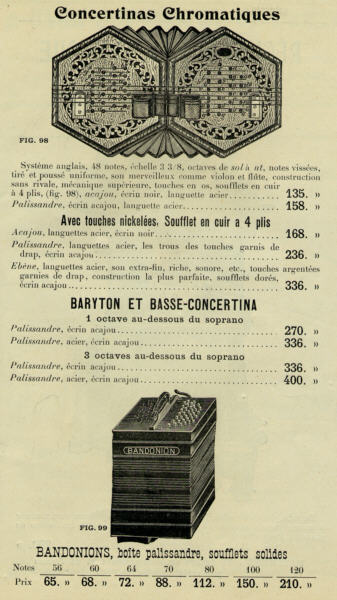 Concertinas Chromatiques
FIG. 98
Système anglais, 48 notes, échelle 3 3/8, octaves de sol à ut, notes vissées,
tiré et poussé uniforme, son merveilleux comme violon et flûte, construction
sans rivale, mécanique supérieure, touches en os, soufflets en cuir
à 4 plis, (fig. 98), acajou, écrin noir, languette acier .......... 135. »
Palissandre, écrin acajou, languette acier .......... 158. »
Avec touches nickelées, Soufflet en cuir a 4 plis
Acajou, languettes acier, écrin noir .......... 168. »
Palissandre, languettes acier, les trous des touches garnis de
drap, écrin acajou .......... 236. »
Ebène, languettes acier, son extra-fin, riche, sonore, etc., touches argentées
garnies de drap, construction la plus parfaite, soufflets dorés,
écrin acajou .......... 336. »
BARYTON ET BASSE-CONCERTINA
1 octave au-dessous du soprano
Palissandre, écrin acajou .......... 270. »
Palissandre, acier, écrin acajou .......... 336. »
3 octaves au-dessous du soprano
Palissandre, écrin acajou .......... 336. »
Palissandre, acier, écrin acajou .......... 400. »
BANDONION
FIG. 99
BANDONIONS, boîte palissandre, soufflets solides
Notes 56 60 64 70 80 100 120
Prix 65. » 68. » 72. » 88. » 112. » 150. » 210. »